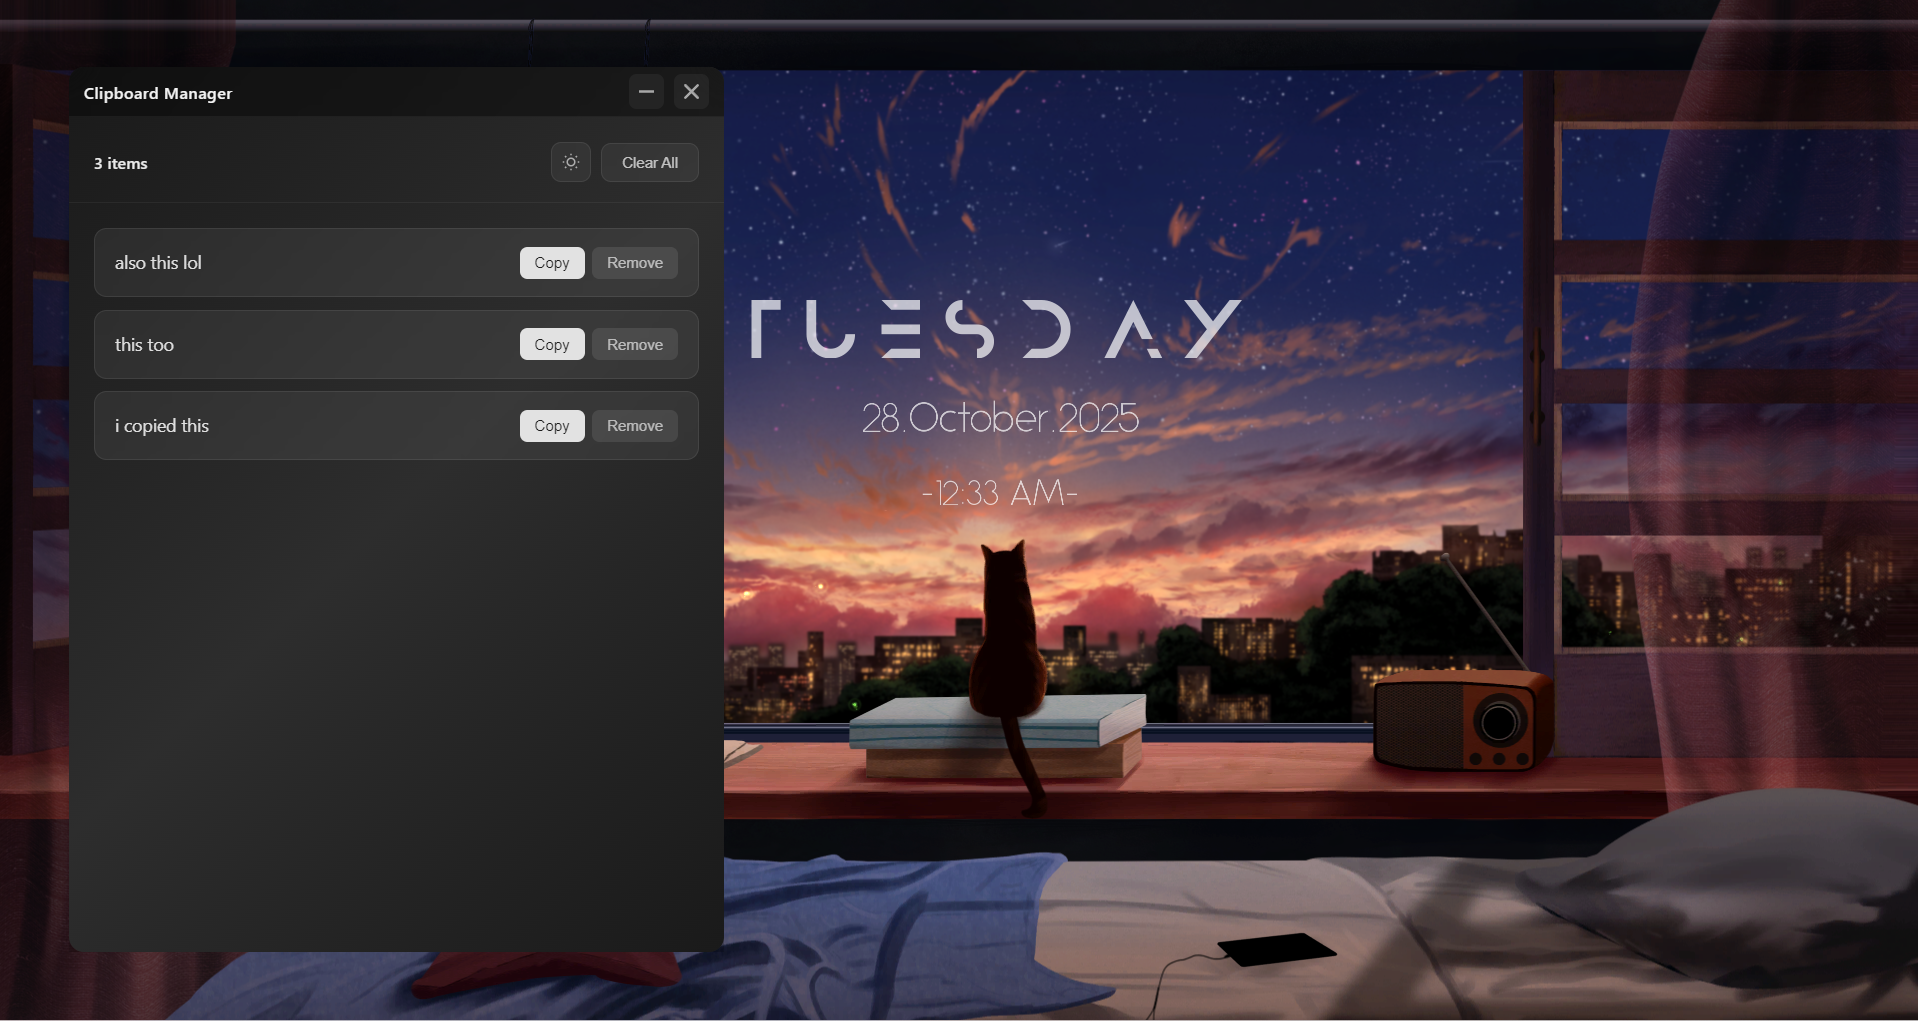 Clipboard Manager
3 items
Clear All
also this lol
Copy
Remove
this too
Copy
Remove
i copied this
Copy
Remove
TUESDAY
28.October.2025
-12:33 AM-